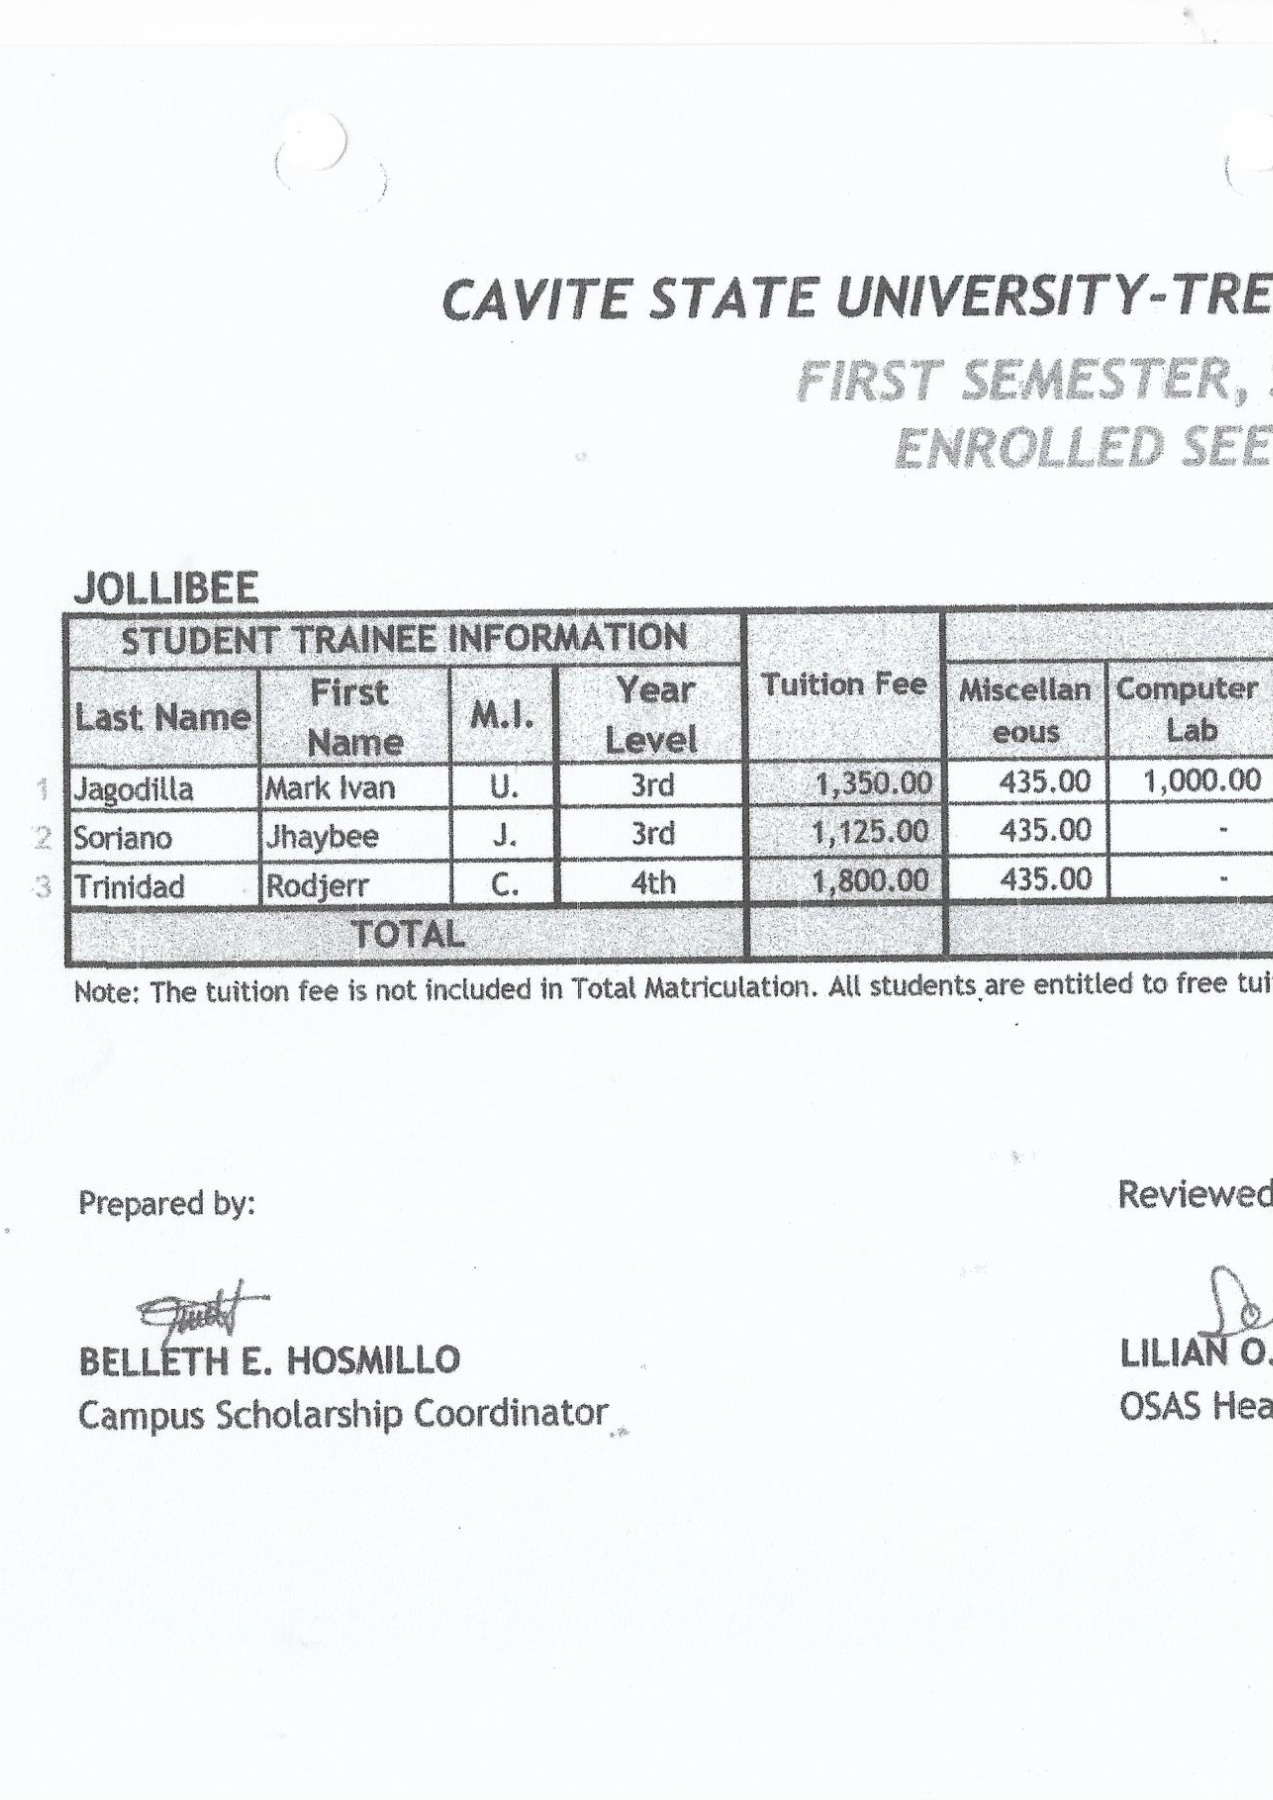 CAVITE STATE UNIVERSITY-TRE
FIRST SEMESTER,
ENROLLED SEE
JOLLIBEE
STUDENT TRAINEE INFORMATION
Last Name First Name M.I. Year Level Tuition Fee Miscellan eous Computer Lab
1 Jagodilla Mark Ivan U. 3rd 1,350.00 435.00 1,000.00
2 Soriano Jhaybee J. 3rd 1,125.00 435.00 -
3 Trinidad Rodjerr C. 4th 1,800.00 435.00 -
TOTAL
Note: The tuition fee is not included in Total Matriculation. All students are entitled to free tui
Prepared by: Reviewed
BELLETH E. HOSMILLO LILIAN O.
Campus Scholarship Coordinator OSAS Hea